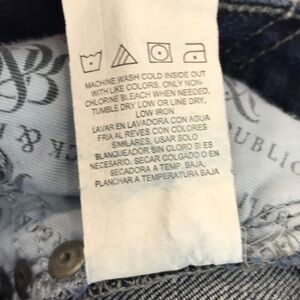 MACHINE WASH COLD INSIDE OUT
WITH LIKE COLORS, ONLY NON-
CHLORINE BLEACH WHEN NEEDED,
TUMBLE DRY LOW OR LINE DRY,
LOW IRON
LAVAR EN LAVADORA CON AGUA
FRIA AL REVES CON COLORES
SIMILARES, USAR SOLO
BLANQUEADOR SIN CLORO SI ES
NECESARIO. SECAR COLGADO O EN
SECADORA A TEMP. BAJA,
PLANCHAR A TEMPERATURA BAJA